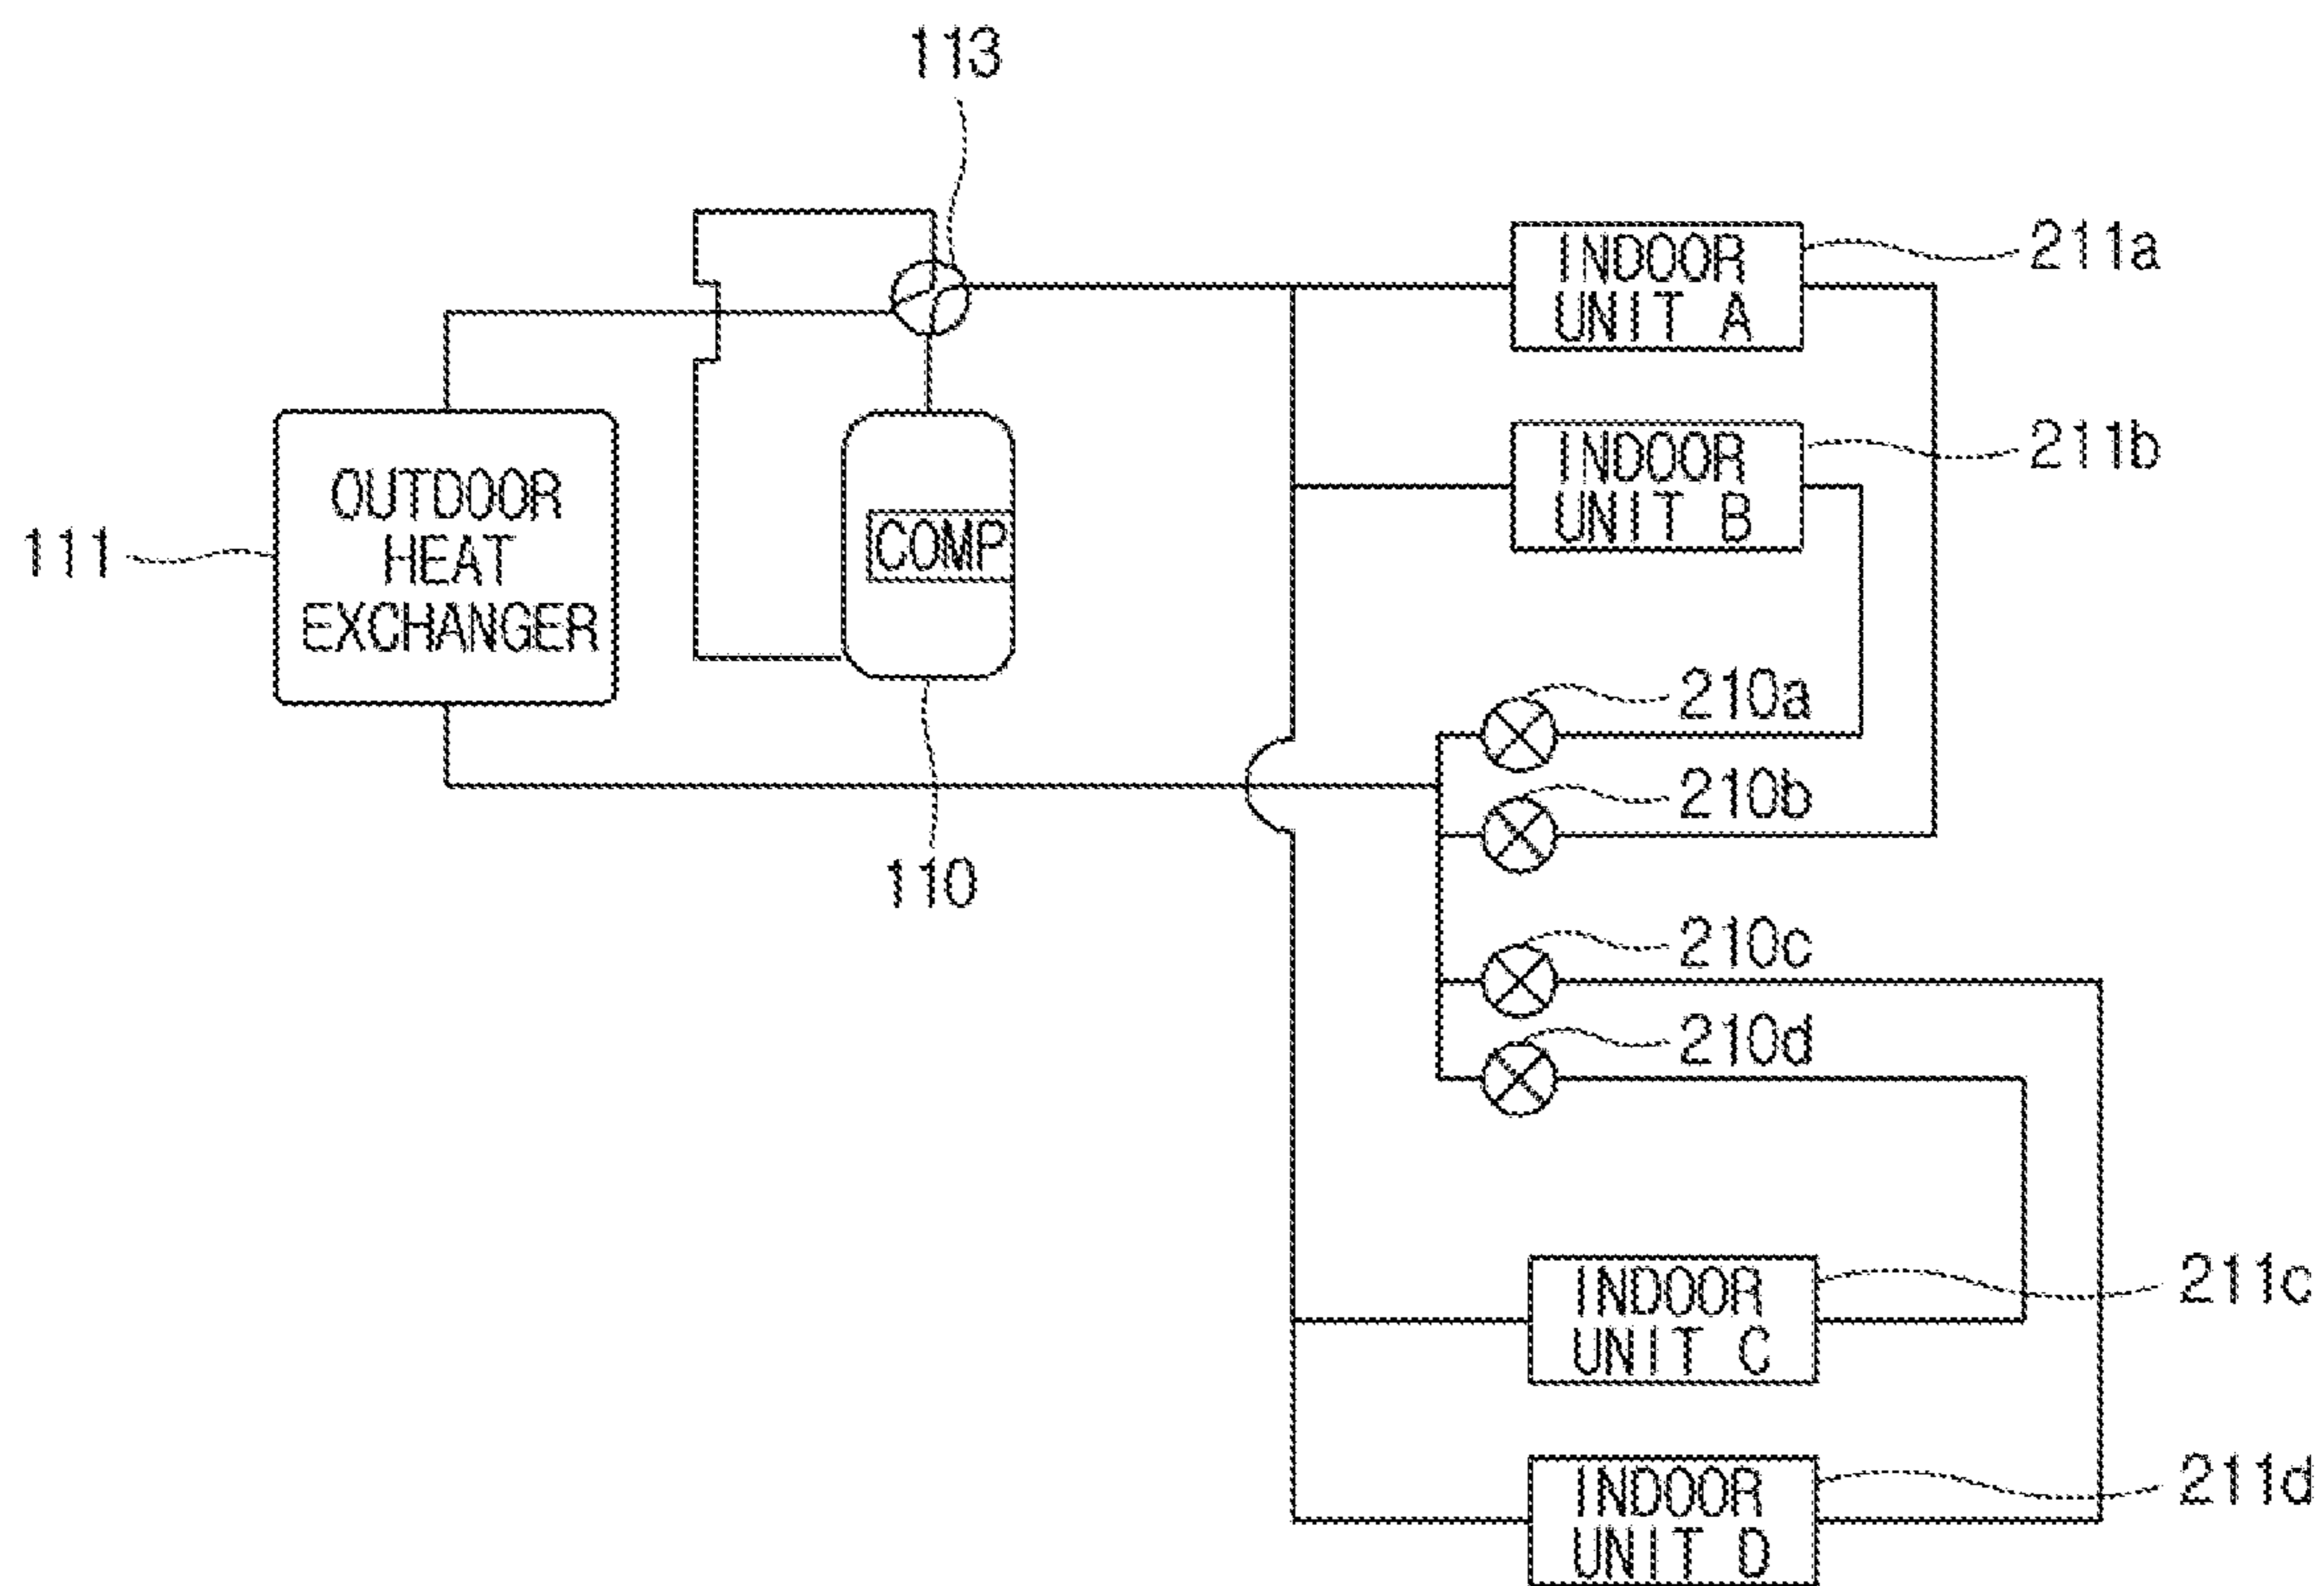 113
INDOOR
UNIT A
211a
INDOOR
UNIT B
211b
OUTDOOR
HEAT
EXCHANGER
111
COMP
110
210a
210b
210c
210d
INDOOR
UNIT C
211c
INDOOR
UNIT D
211d